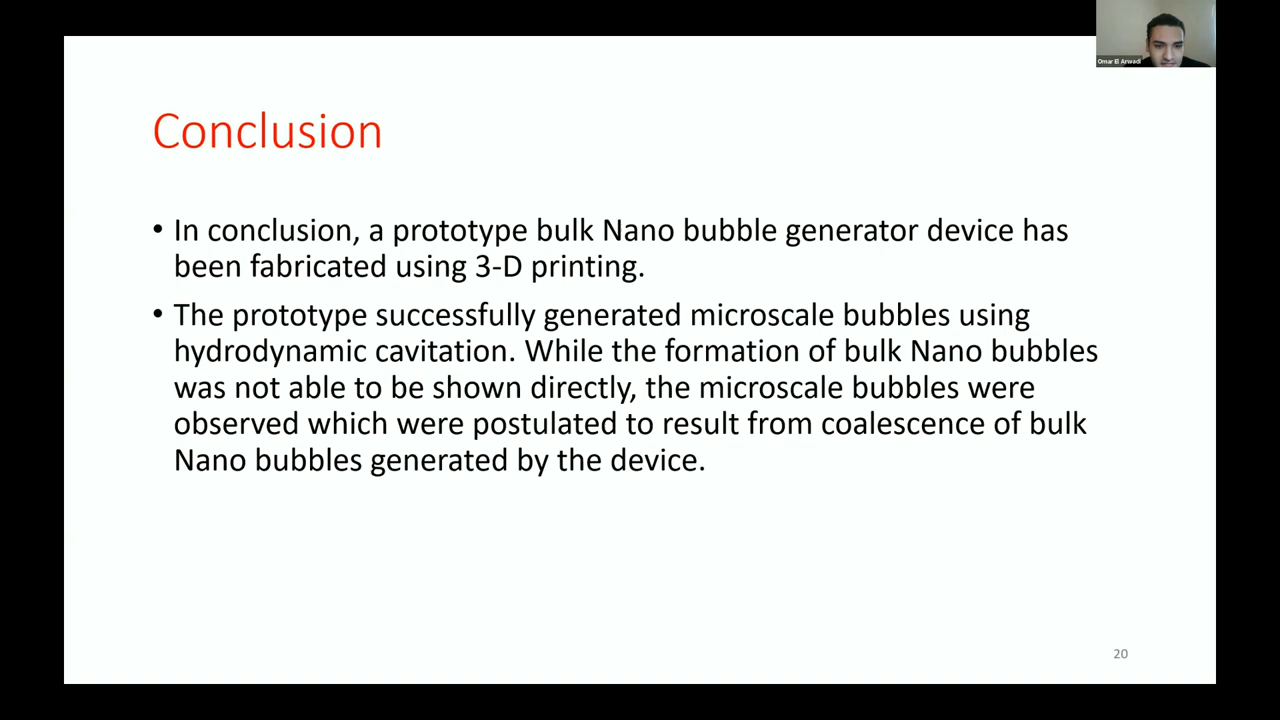 Omar El Anwadi
Conclusion
• In conclusion, a prototype bulk Nano bubble generator device has
been fabricated using 3-D printing.
• The prototype successfully generated microscale bubbles using
hydrodynamic cavitation. While the formation of bulk Nano bubbles
was not able to be shown directly, the microscale bubbles were
observed which were postulated to result from coalescence of bulk
Nano bubbles generated by the device.
20